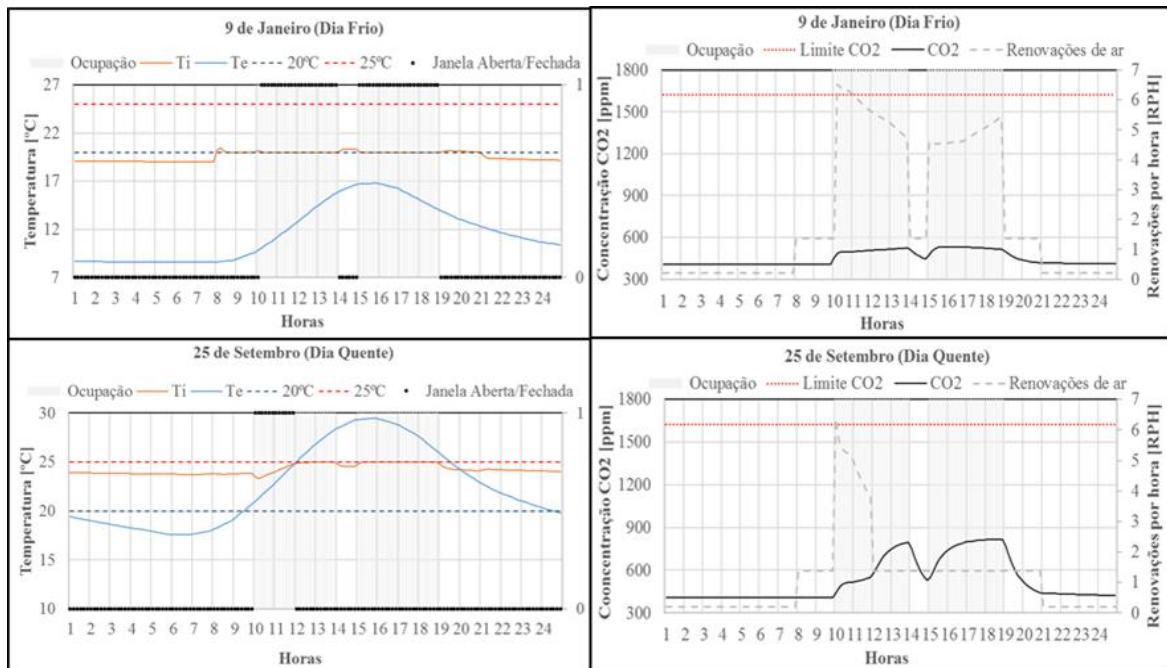 9 de Janeiro (Dia Frio)
Ocupação Ti Te 20ºC 25ºC Janela Aberta/Fechada
Temperatura [ºC]
27
22
17
12
7
1
0
1 2 3 4 5 6 7 8 9 10 11 12 13 14 15 16 17 18 19 20 21 22 23 24
Horas
9 de Janeiro (Dia Frio)
Ocupação Limite CO2 CO2 Renovações de ar
Concentração CO2 [ppm]
1800
1500
1200
900
600
300
Renovações por hora [RPH]
7
6
5
4
3
2
1
0
1 2 3 4 5 6 7 8 9 10 11 12 13 14 15 16 17 18 19 20 21 22 23 24
Horas
25 de Setembro (Dia Quente)
Ocupação Ti Te 20ºC 25ºC Janela Aberta/Fechada
Temperatura [ºC]
30
25
20
15
10
1
0
1 2 3 4 5 6 7 8 9 10 11 12 13 14 15 16 17 18 19 20 21 22 23 24
Horas
25 de Setembro (Dia Quente)
Ocupação Limite CO2 CO2 Renovações de ar
Cooncentração CO2 [ppm]
1800
1500
1200
900
600
300
Renovações por hora [RPH]
7
6
5
4
3
2
1
0
1 2 3 4 5 6 7 8 9 10 11 12 13 14 15 16 17 18 19 20 21 22 23 24
Horas